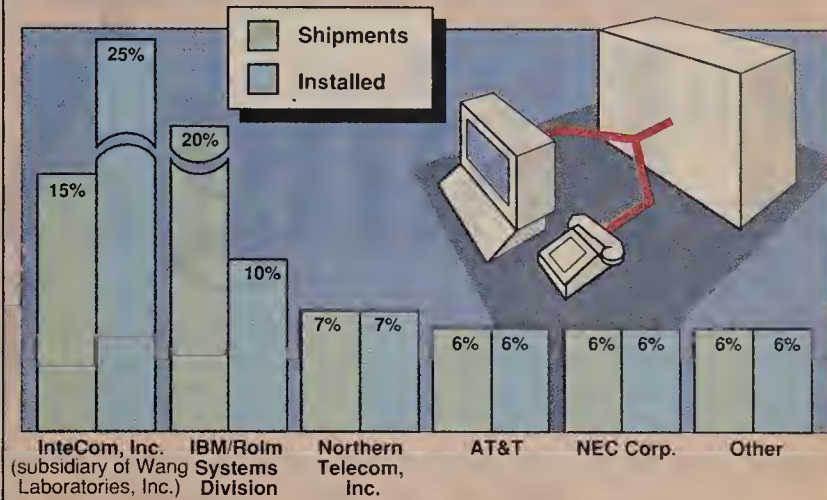 Shipments
Installed
25%
20%
15%
10%
7% 7%
6% 6%
6% 6%
6% 6%
InteCom, Inc.
(subsidiary of Wang
Laboratories, Inc.)
IBM/Rolm
Systems
Division
Northern
Telecom,
Inc.
AT&T
NEC Corp.
Other